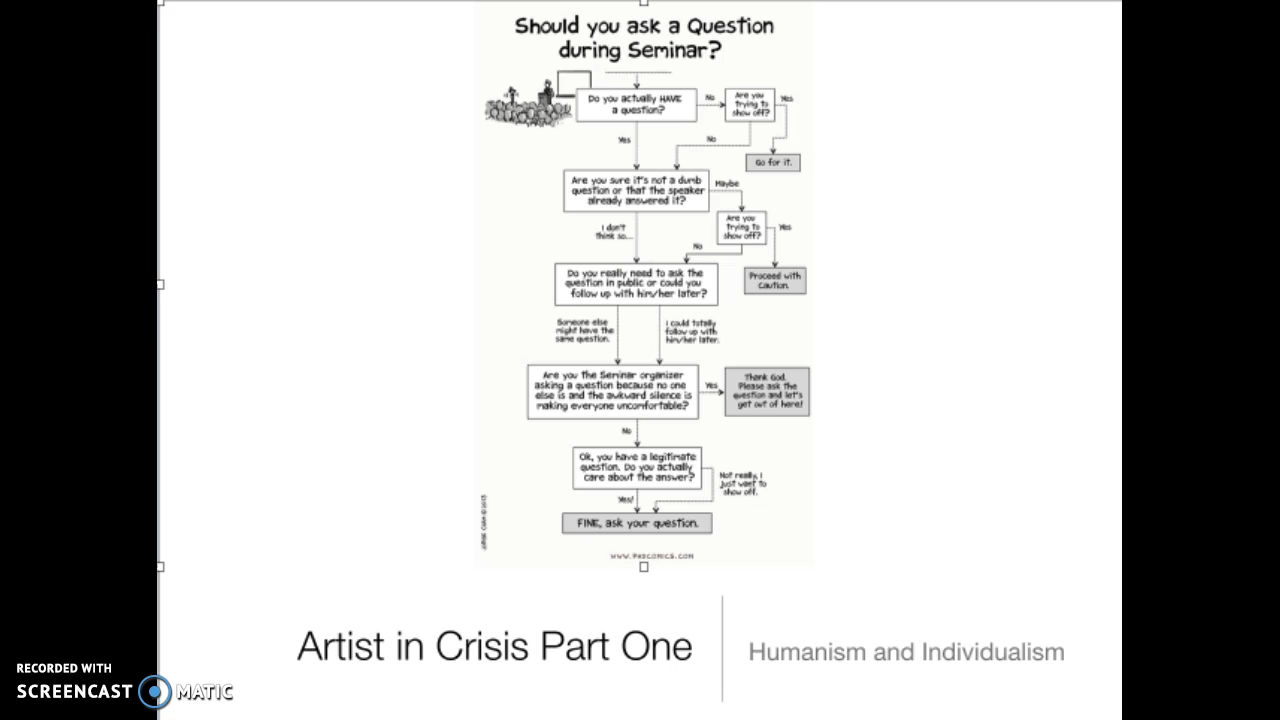 Should you ask a Question
during Seminar?
Do you actually HAVE
a question?
No
Are you
trying to
show off?
Yes
Yes
No
Go for it.
Are you sure it's not a dumb
question or that the speaker
already answered it?
Maybe
Are you
trying to
show off?
Yes
I don't
think so...
No
Do you really need to ask the
question in public or could you
follow up with him/her later?
Proceed with
Caution.
Someone else
might have the
same question.
I could totally
follow up with
him/her later.
Are you the Seminar organizer
asking a question because no one
else is and the awkward silence is
making everyone uncomfortable?
Yes
Thank God.
Please ask the
question and let's
get out of here!
No
Ok, you have a legitimate
question. Do you actually
care about the answer?
Not really, I
just want to
show off.
Yes!
FINE, ask your question.
JORGE CHAM © 2013
WWW.PHDCOMICS.COM
Artist in Crisis Part One
Humanism and Individualism
RECORDED WITH
SCREENCAST MATIC